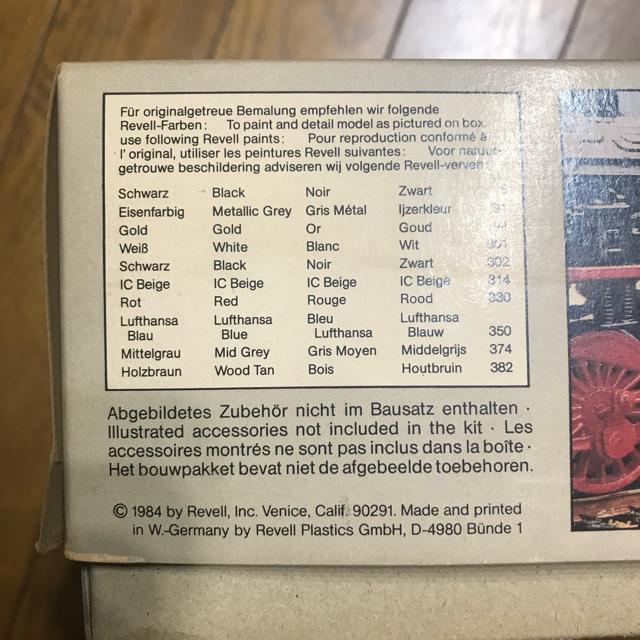 Für originalgetreue Bemalung empfehlen wir folgende
Revell-Farben: To paint and detail model as pictured on box.
use following Revell paints: Pour reproduction conformé à
l' original, utiliser les peintures Revell suivantes: Voor natuur-
getrouwe beschildering adviseren wij volgende Revell-verven:
Schwarz Black Noir Zwart
Eisenfarbig Metallic Grey Gris Métal Ijzerkleur 91
Gold Gold Or Goud
Weiß White Blanc Wit 301
Schwarz Black Noir Zwart 302
IC Beige IC Beige IC Beige IC Beige 314
Rot Red Rouge Rood 330
Lufthansa Lufthansa Bleu Lufthansa
Blau Blue Lufthansa Blauw 350
Mittelgrau Mid Grey Gris Moyen Middelgrijs 374
Holzbraun Wood Tan Bois Houtbruin 382
Abgebildetes Zubehör nicht im Bausatz enthalten ·
Illustrated accessories not included in the kit · Les
accessoires montrés ne sont pas inclus dans la boîte ·
Het bouwpakket bevat niet de afgebeelde toebehoren.
© 1984 by Revell, Inc. Venice, Calif. 90291. Made and printed
in W.-Germany by Revell Plastics GmbH, D-4980 Bünde 1